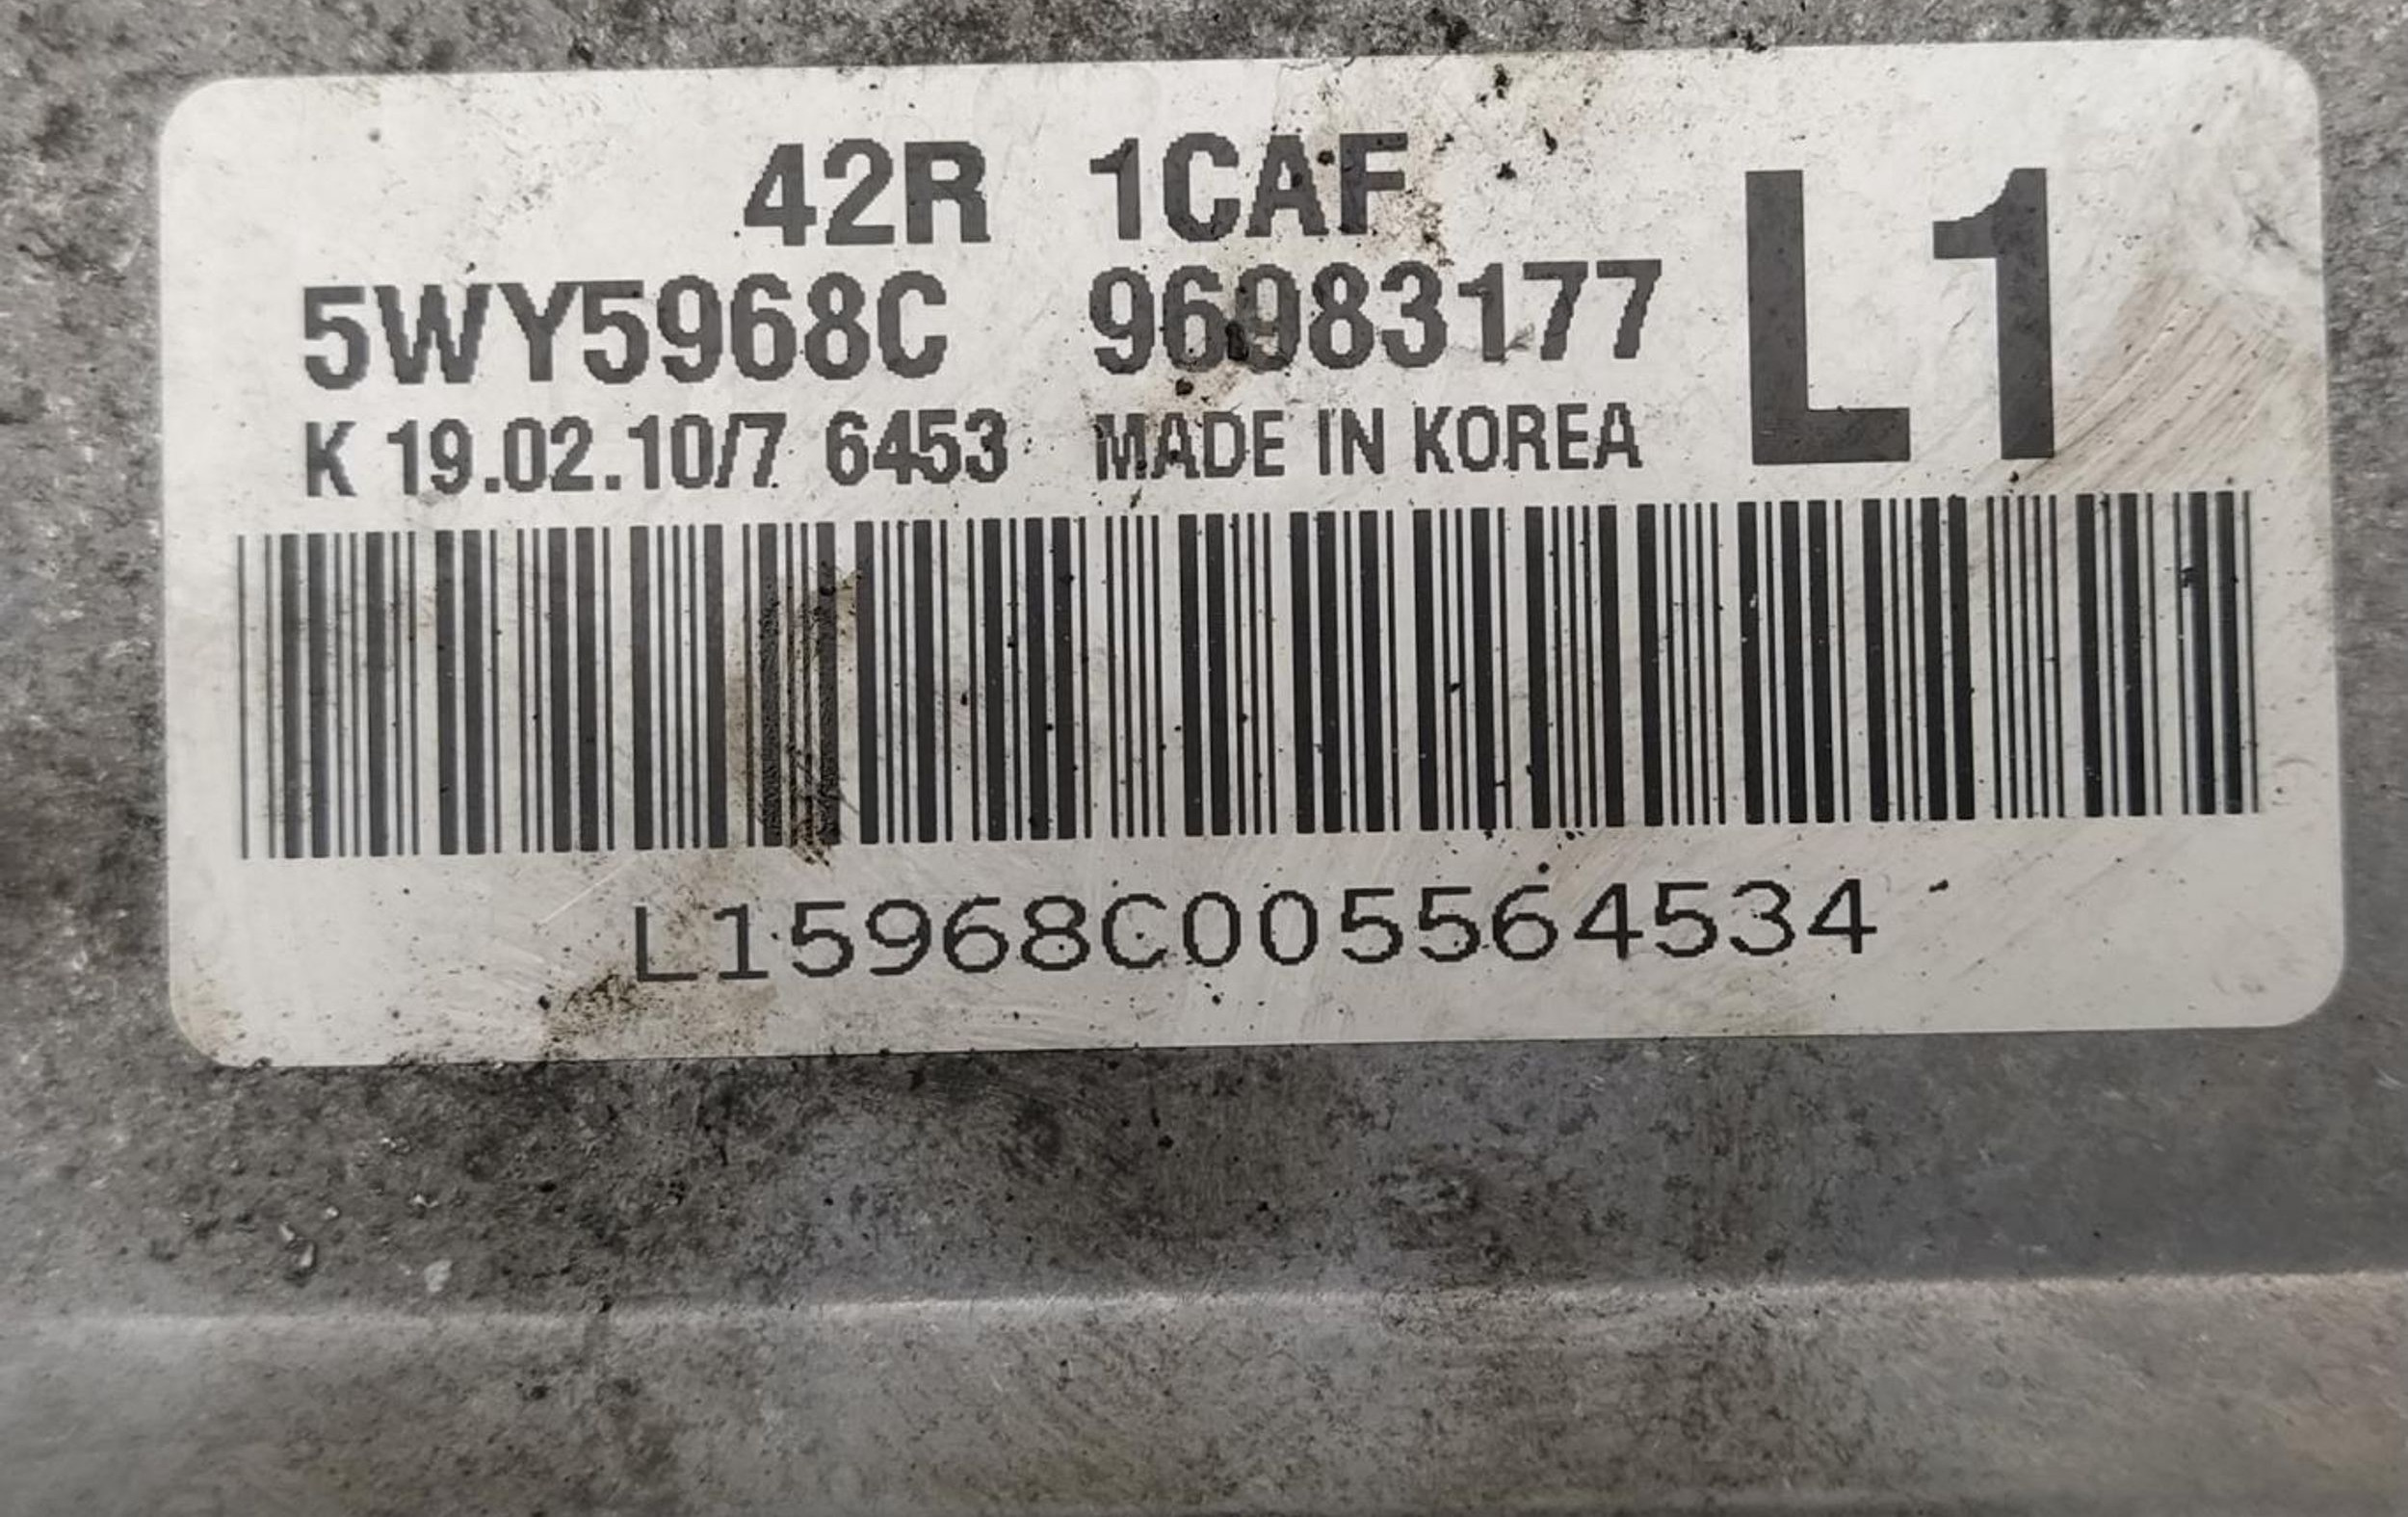 42R 1CAF
5WY5968C 96983177
K 19.02.10/7 6453 MADE IN KOREA
L1
L15968C005564534